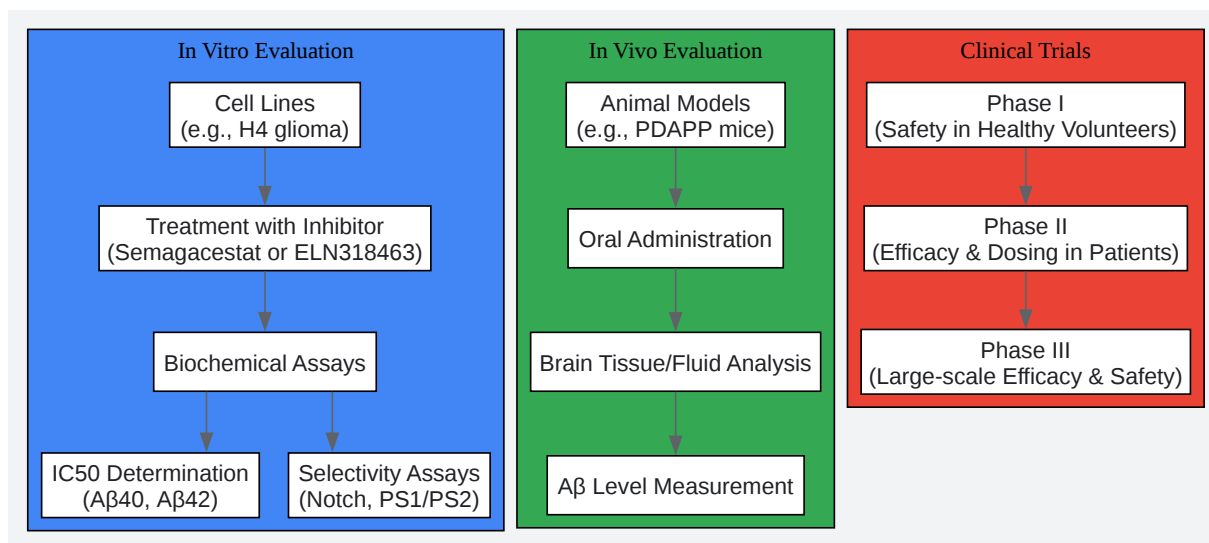 In Vitro Evaluation
Cell Lines
(e.g., H4 glioma)
Treatment with Inhibitor
(Semagacestat or ELN318463)
Biochemical Assays
IC50 Determination
(Aβ40, Aβ42)
Selectivity Assays
(Notch, PS1/PS2)
In Vivo Evaluation
Animal Models
(e.g., PDAPP mice)
Oral Administration
Brain Tissue/Fluid Analysis
Aβ Level Measurement
Clinical Trials
Phase I
(Safety in Healthy Volunteers)
Phase II
(Efficacy & Dosing in Patients)
Phase III
(Large-scale Efficacy & Safety)